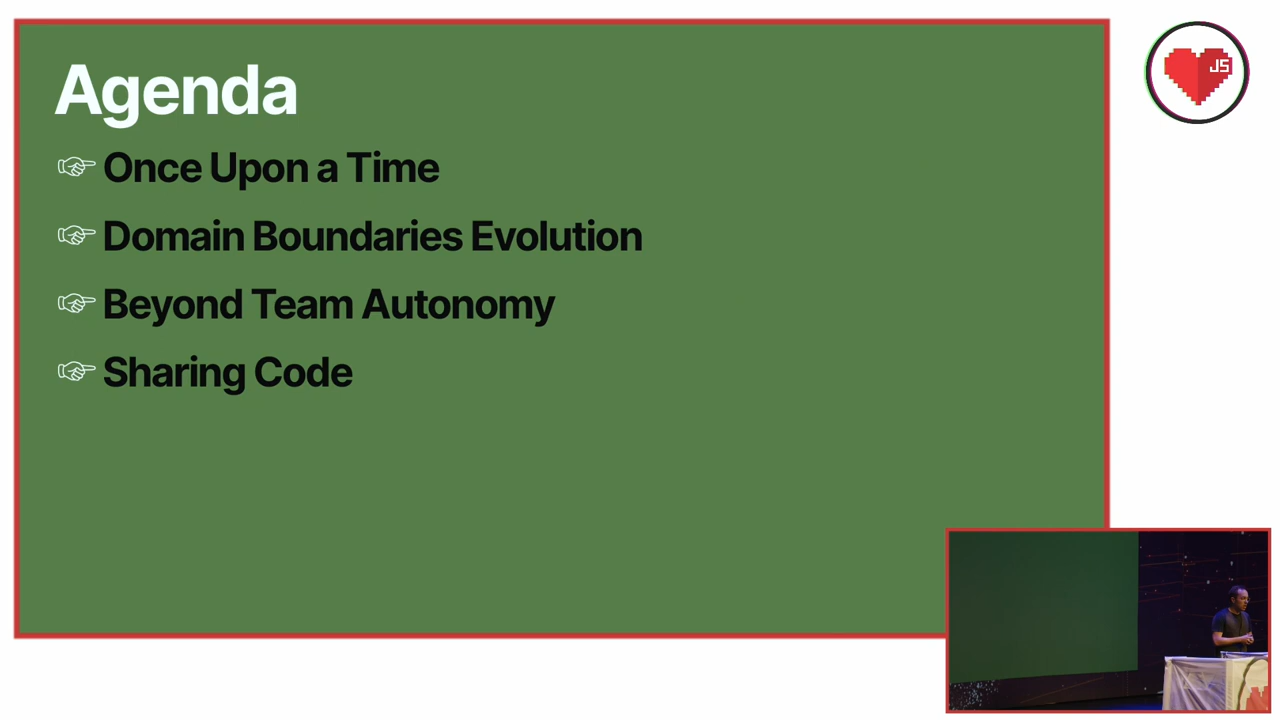 Agenda
☞ Once Upon a Time
☞ Domain Boundaries Evolution
☞ Beyond Team Autonomy
☞ Sharing Code
JS